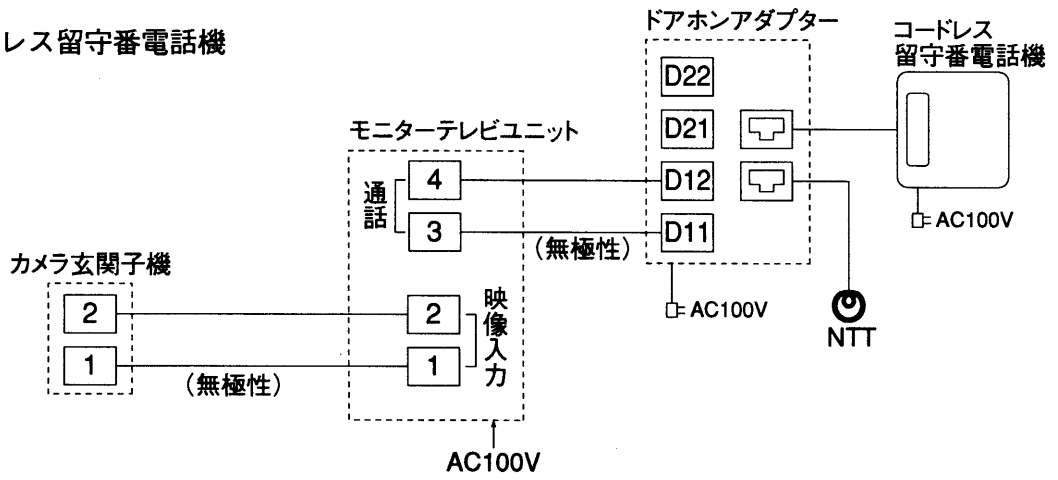 レス留守番電話機
ドアホンアダプター
コードレス
留守番電話機
D22
D21
D12
D11
モニターテレビユニット
通話
4
3
(無極性)
AC100V
AC100V
NTT
カメラ玄関子機
2
1
(無極性)
2
1
映像入力
AC100V